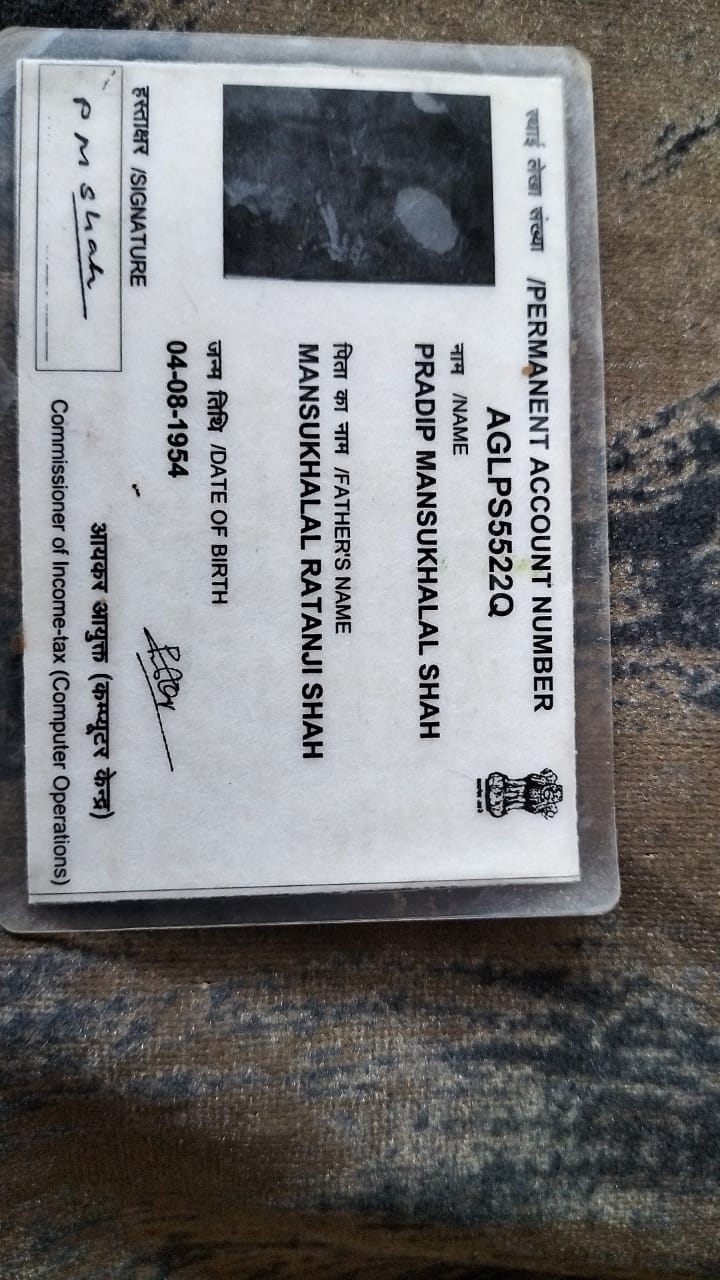 स्थाई लेखा संख्या /PERMANENT ACCOUNT NUMBER
AGLPS5522Q
नाम /NAME
PRADIP MANSUKHALAL SHAH
पिता का नाम /FATHER'S NAME
MANSUKHALAL RATANJI SHAH
जन्म तिथि /DATE OF BIRTH
04-08-1954
हस्ताक्षर /SIGNATURE
P M Shah
आयकर आयुक्त (कम्प्यूटर केन्द्र)
Commissioner of Income-tax (Computer Operations)